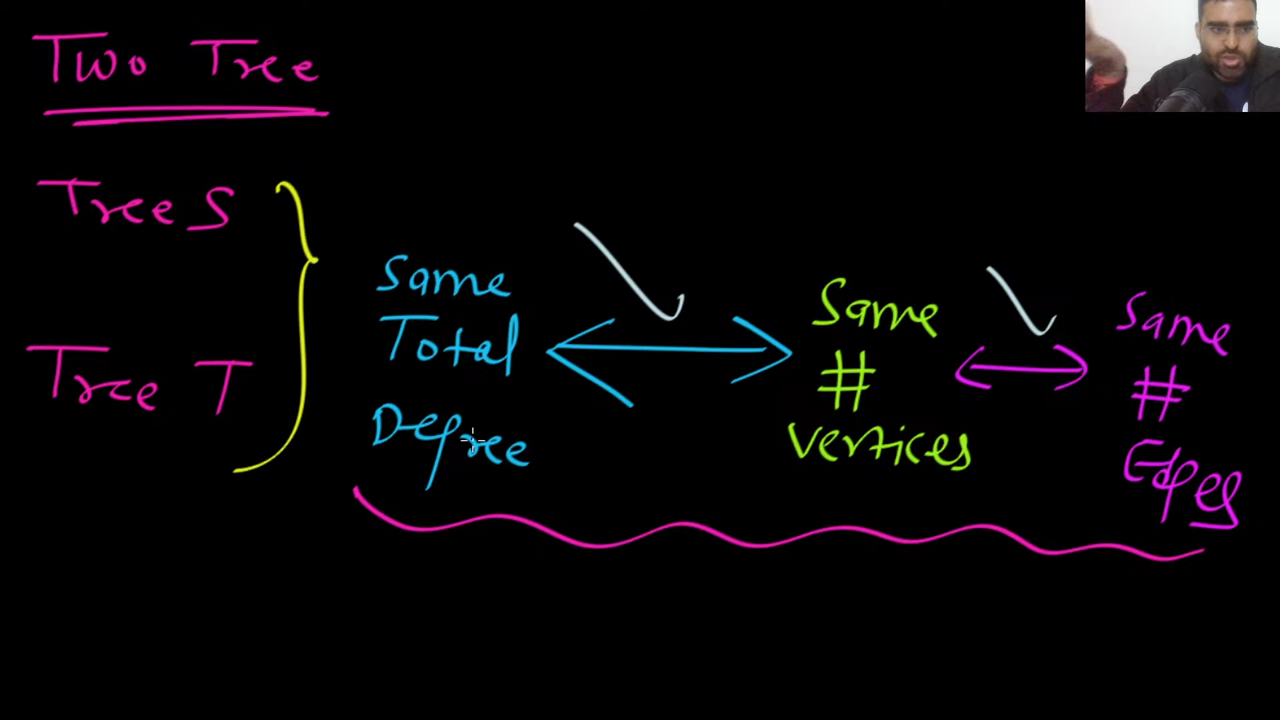 Two Tree
Tree S
Tree T
Same
Total
Degree
Same
#
vertices
Same
#
Edges